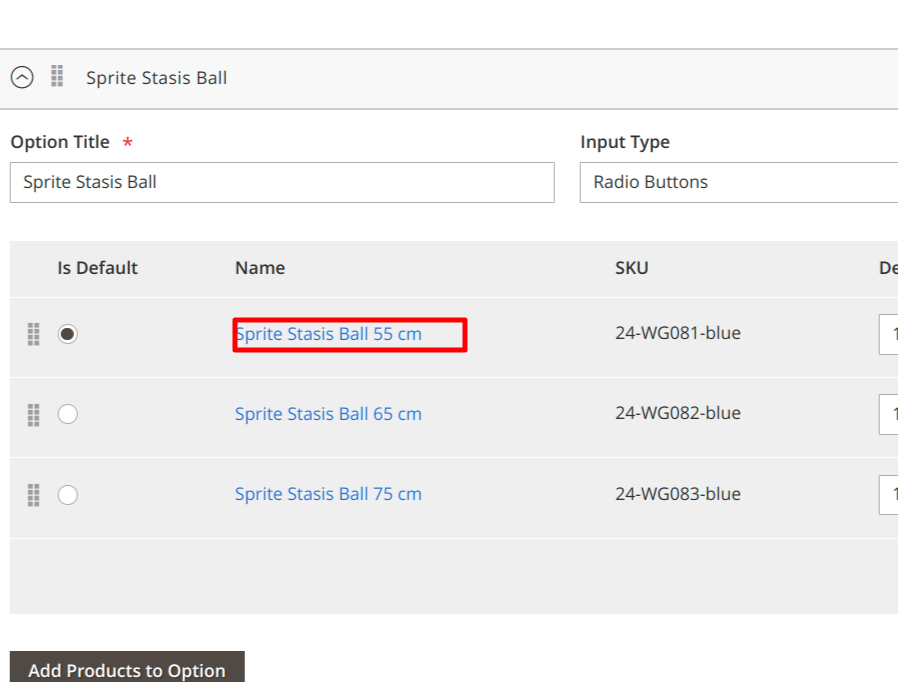 Sprite Stasis Ball
Option Title *
Input Type
Sprite Stasis Ball
Radio Buttons
Is Default Name SKU De
Sprite Stasis Ball 55 cm 24-WG081-blue 1
Sprite Stasis Ball 65 cm 24-WG082-blue 1
Sprite Stasis Ball 75 cm 24-WG083-blue 1
Add Products to Option